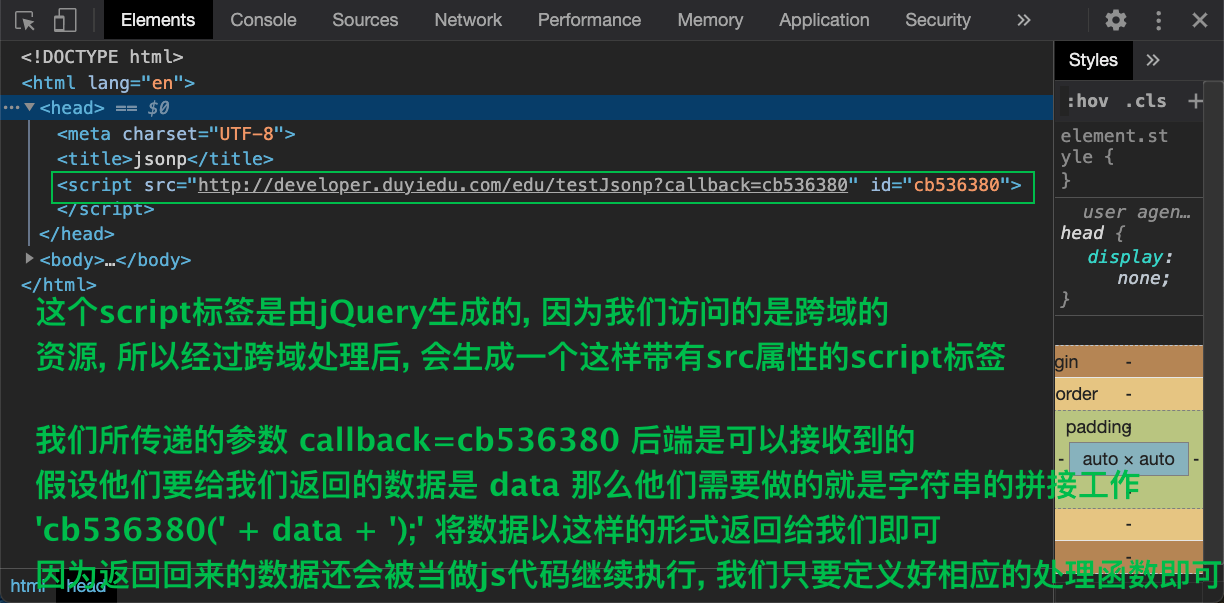 Elements Console Sources Network Performance Memory Application Security »
<!DOCTYPE html>
<html lang="en">
… ▼<head> == $0
<meta charset="UTF-8">
<title>jsonp</title>
<script src="http://developer.duyiedu.com/edu/testJsonp?callback=cb536380" id="cb536380">
</script>
</head>
▶<body>…</body>
</html>
这个script标签是由jQuery生成的, 因为我们访问的是跨域的
资源, 所以经过跨域处理后, 会生成一个这样带有src属性的script标签
我们所传递的参数 callback=cb536380 后端是可以接收到的
假设他们要给我们返回的数据是 data 那么他们需要做的就是字符串的拼接工作
'cb536380(' + data + ');' 将数据以这样的形式返回给我们即可
因为返回回来的数据还会被当做js代码继续执行, 我们只要定义好相应的处理函数即可
html head
Styles »
:hov .cls +
element.st
yle {
}
user agen…
head {
display:
none;
}
gin -
order -
padding -
- auto × auto -
-
-